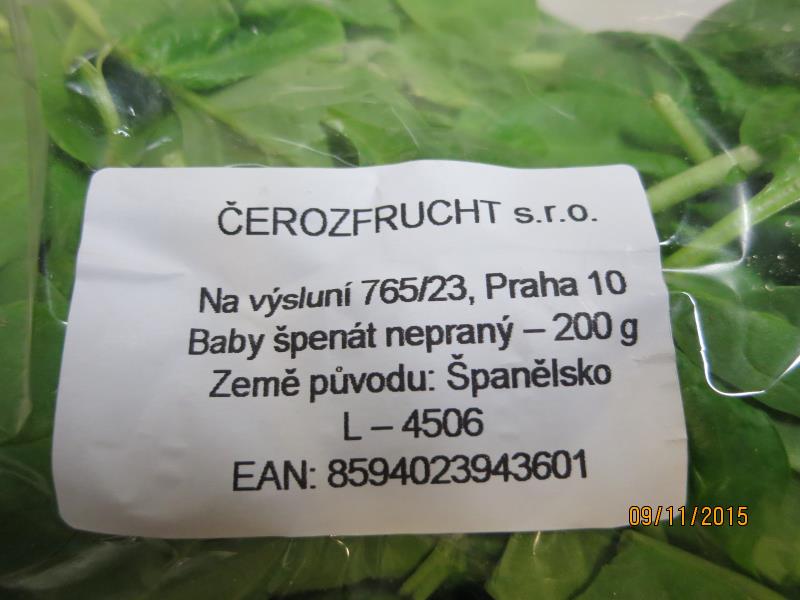 ČEROZFRUCHT s.r.o.
Na výsluní 765/23, Praha 10
Baby špenát nepraný – 200 g
Země původu: Španělsko
L – 4506
EAN: 8594023943601
09/11/2015